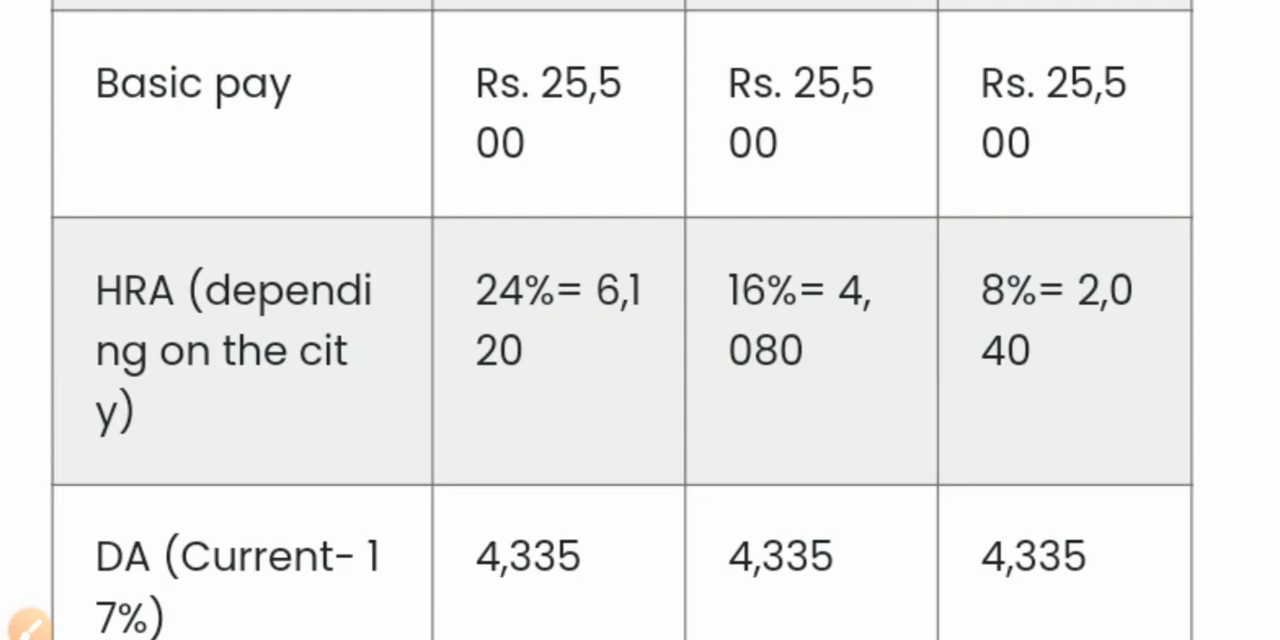 Basic pay
Rs. 25,5
00
Rs. 25,5
00
Rs. 25,5
00
HRA (dependi
ng on the cit
y)
24%= 6,1
20
16%= 4,
080
8%= 2,0
40
DA (Current- 1
7%)
4,335
4,335
4,335